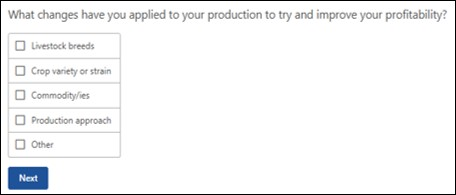 What changes have you applied to your production to try and improve your profitability?
Livestock breeds
Crop variety or strain
Commodity/ies
Production approach
Other
Next